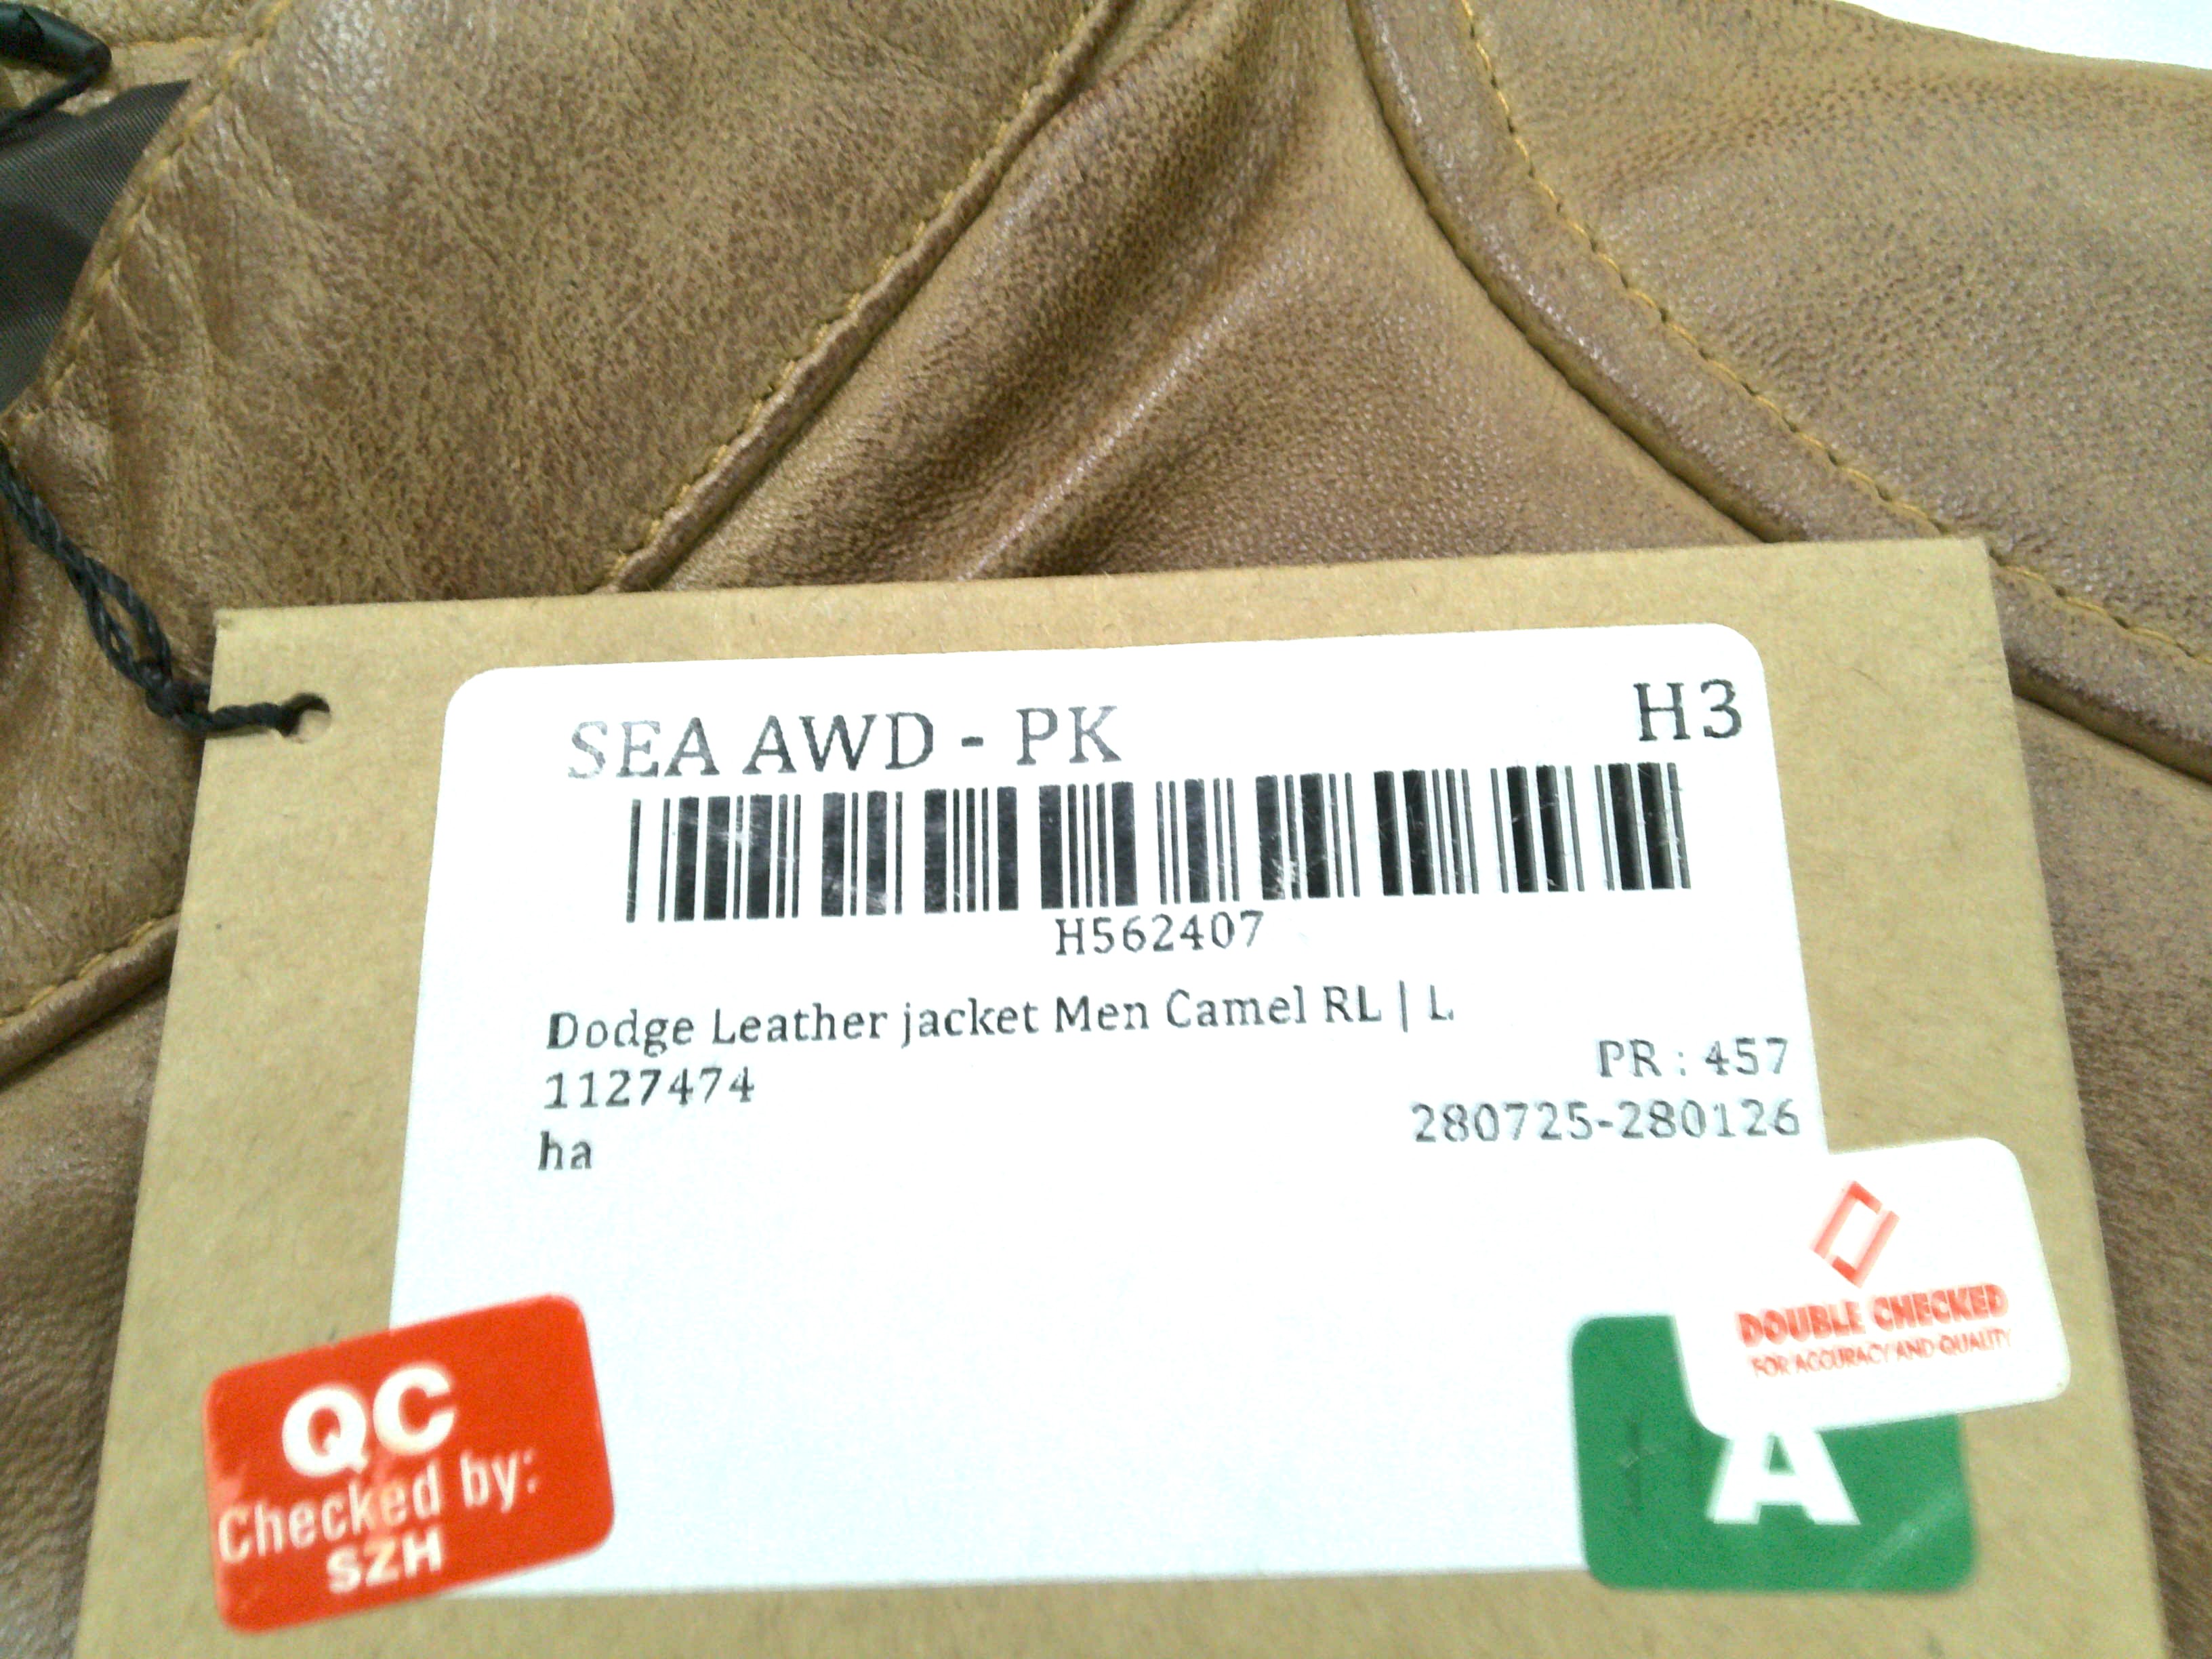 SEA AWD - PK
H3
H562407
Dodge Leather jacket Men Camel RL | L
1127474
PR : 457
ha
280725-280126
DOUBLE CHECKED
FOR ACCURACY AND QUALITY
QC
Checked by:
SZH
A